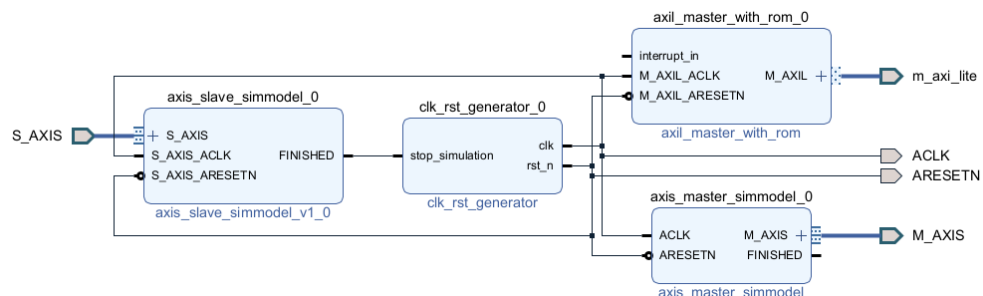 axil_master_with_rom_0
interrupt_in
M_AXIL_ACLK
M_AXIL
M_AXIL_ARESETN
axil_master_with_rom
m_axi_lite
axis_slave_simmodel_0
S_AXIS
S_AXIS
S_AXIS_ACLK
FINISHED
S_AXIS_ARESETN
axis_slave_simmodel_v1_0
clk_rst_generator_0
clk
stop_simulation
rst_n
clk_rst_generator
ACLK
ARESETN
axis_master_simmodel_0
ACLK
M_AXIS
ARESETN
FINISHED
axis_master_simmodel
M_AXIS